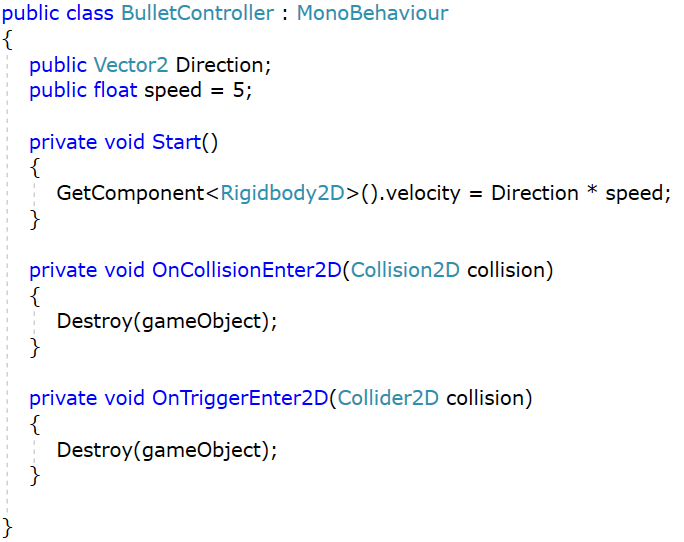 public class BulletController : MonoBehaviour
{
    public Vector2 Direction;
    public float speed = 5;

    private void Start()
    {
        GetComponent<Rigidbody2D>().velocity = Direction * speed;
    }

    private void OnCollisionEnter2D(Collision2D collision)
    {
        Destroy(gameObject);
    }

    private void OnTriggerEnter2D(Collider2D collision)
    {
        Destroy(gameObject);
    }

}